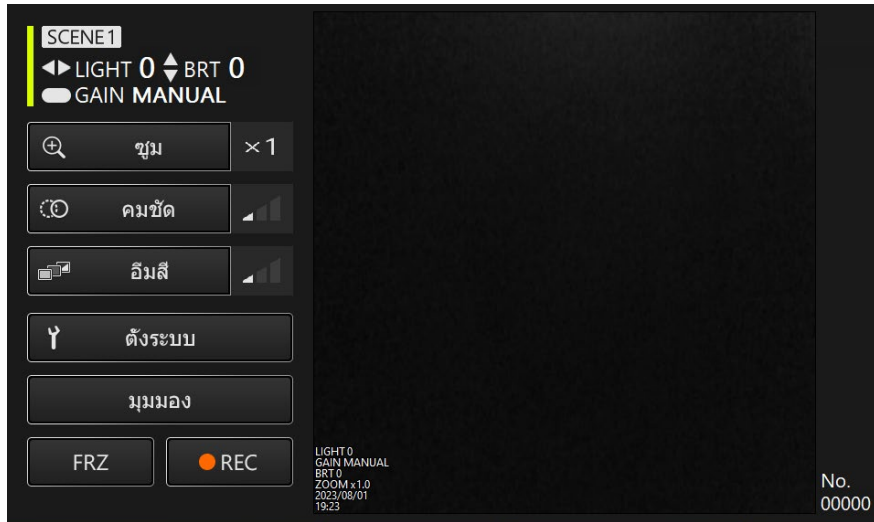 SCENE1
LIGHT 0 BRT 0
GAIN MANUAL
ซูม ×1
คมชัด
อึมสี
ตั้งระบบ
มุมมอง
FRZ REC
LIGHT 0
GAIN MANUAL
BRT 0
ZOOM x1.0
2023/08/01
19:23
No.
00000